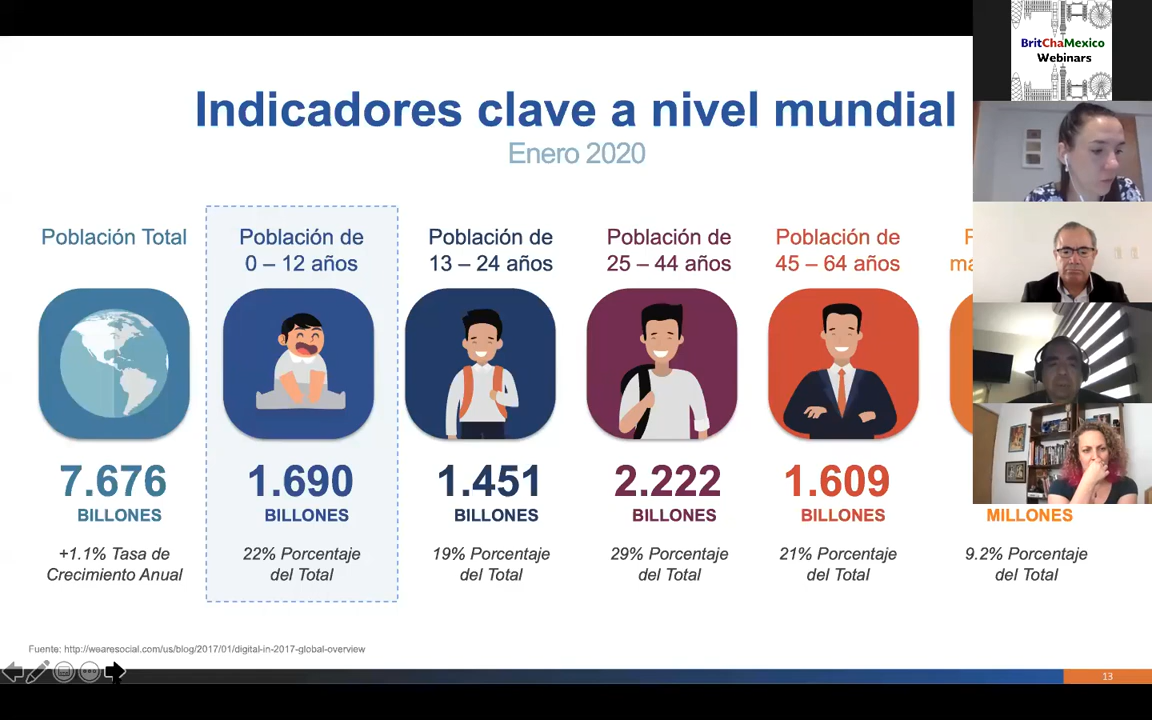 BritChaMexico
Webinars
Indicadores clave a nivel mundial
Enero 2020
Población Total
Población de
0 – 12 años
Población de
13 – 24 años
Población de
25 – 44 años
Población de
45 – 64 años
7.676
BILLONES
+1.1% Tasa de
Crecimiento Anual
1.690
BILLONES
22% Porcentaje
del Total
1.451
BILLONES
19% Porcentaje
del Total
2.222
BILLONES
29% Porcentaje
del Total
1.609
BILLONES
21% Porcentaje
del Total
MILLONES
9.2% Porcentaje
del Total
Fuente: http://wearesocial.com/us/blog/2017/01/digital-in-2017-global-overview
13